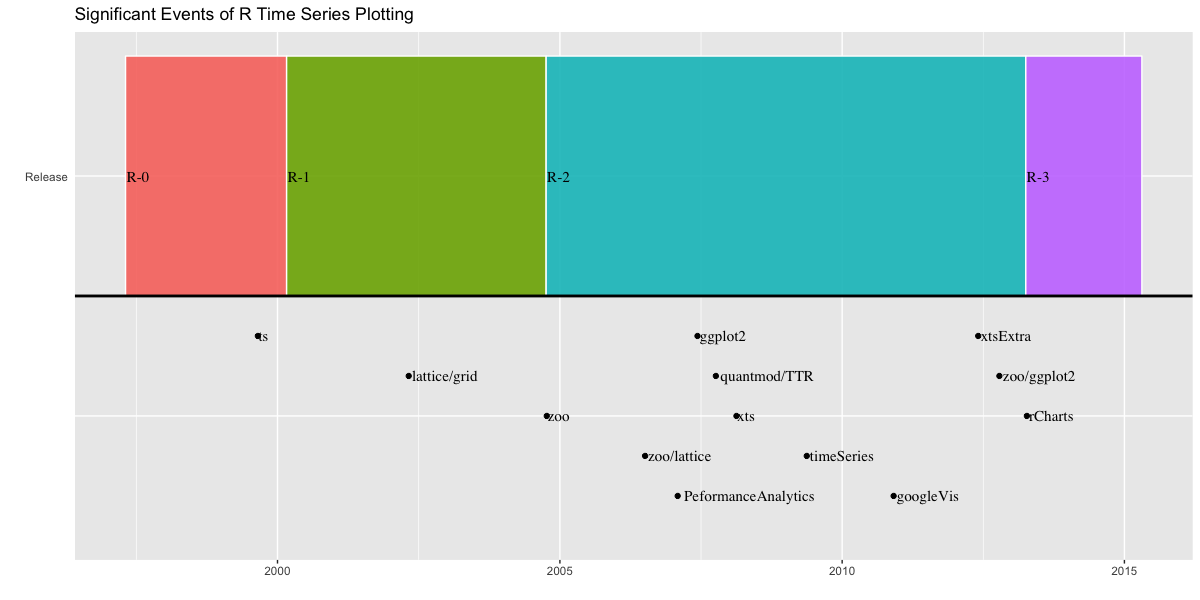 Significant Events of R Time Series Plotting
Release
R-0
R-1
R-2
R-3
ts
ggplot2
xtsExtra
lattice/grid
quantmod/TTR
zoo/ggplot2
zoo
xts
rCharts
zoo/lattice
timeSeries
PeformanceAnalytics
googleVis
2000
2005
2010
2015